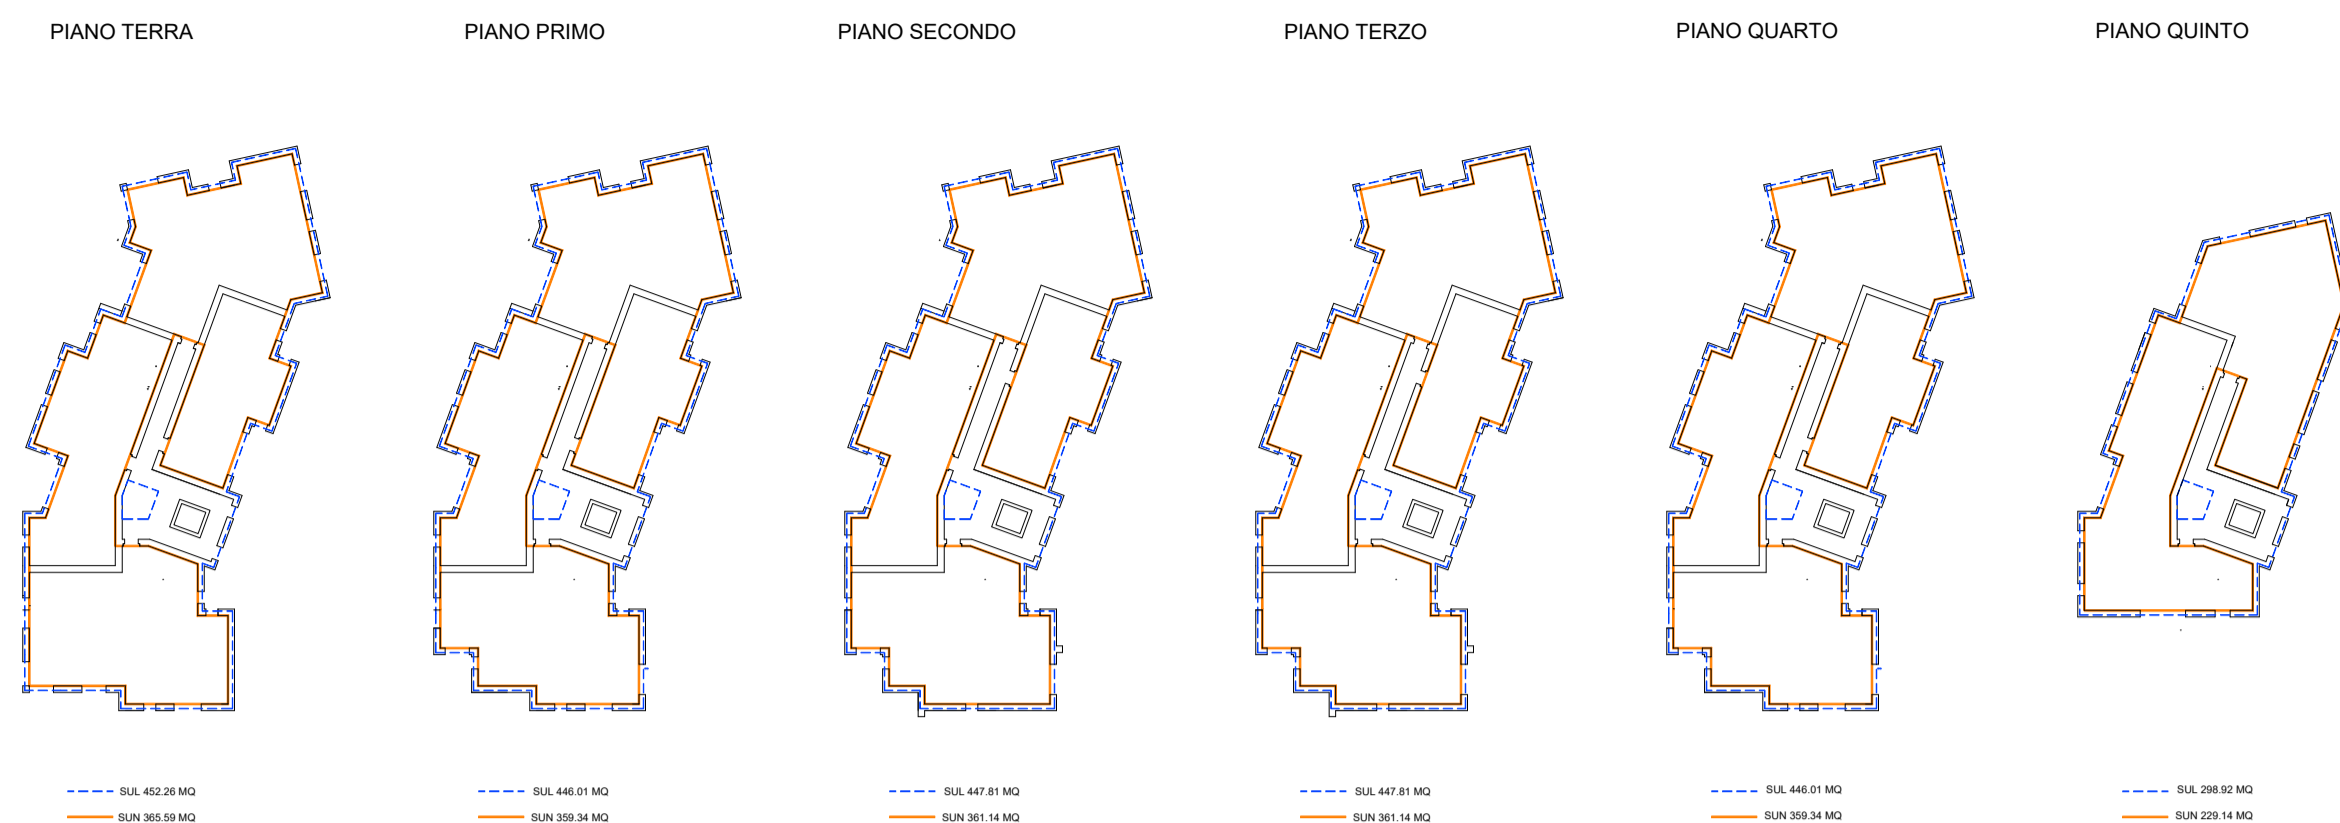 PIANO TERRA
PIANO PRIMO
PIANO SECONDO
PIANO TERZO
PIANO QUARTO
PIANO QUINTO
SUL 452.26 MQ
SUN 365.59 MQ
SUL 446.01 MQ
SUN 359.34 MQ
SUL 447.81 MQ
SUN 361.14 MQ
SUL 447.81 MQ
SUN 361.14 MQ
SUL 446.01 MQ
SUN 359.34 MQ
SUL 298.92 MQ
SUN 229.14 MQ